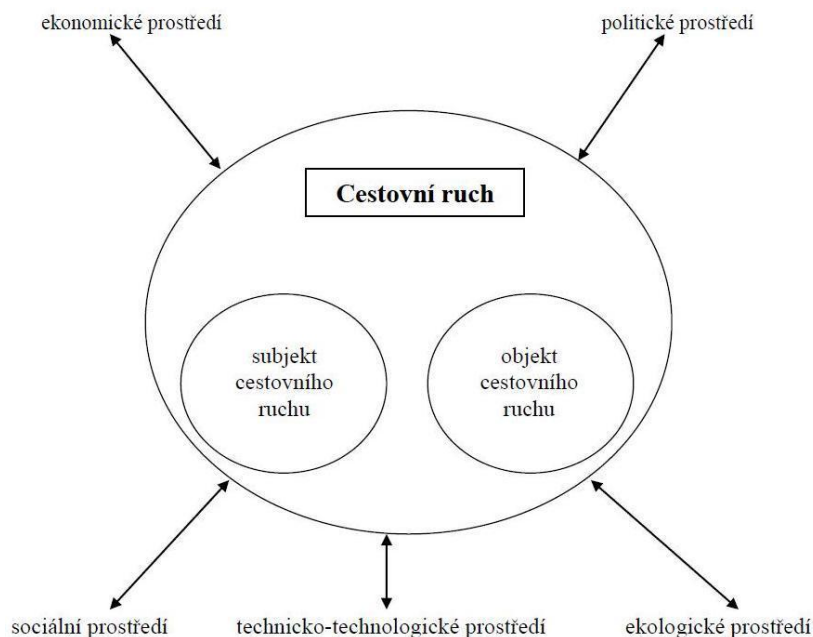 ekonomické prostředí
politické prostředí
Cestovní ruch
subjekt
cestovního
ruchu
objekt
cestovního
ruchu
sociální prostředí
technicko-technologické prostředí
ekologické prostředí